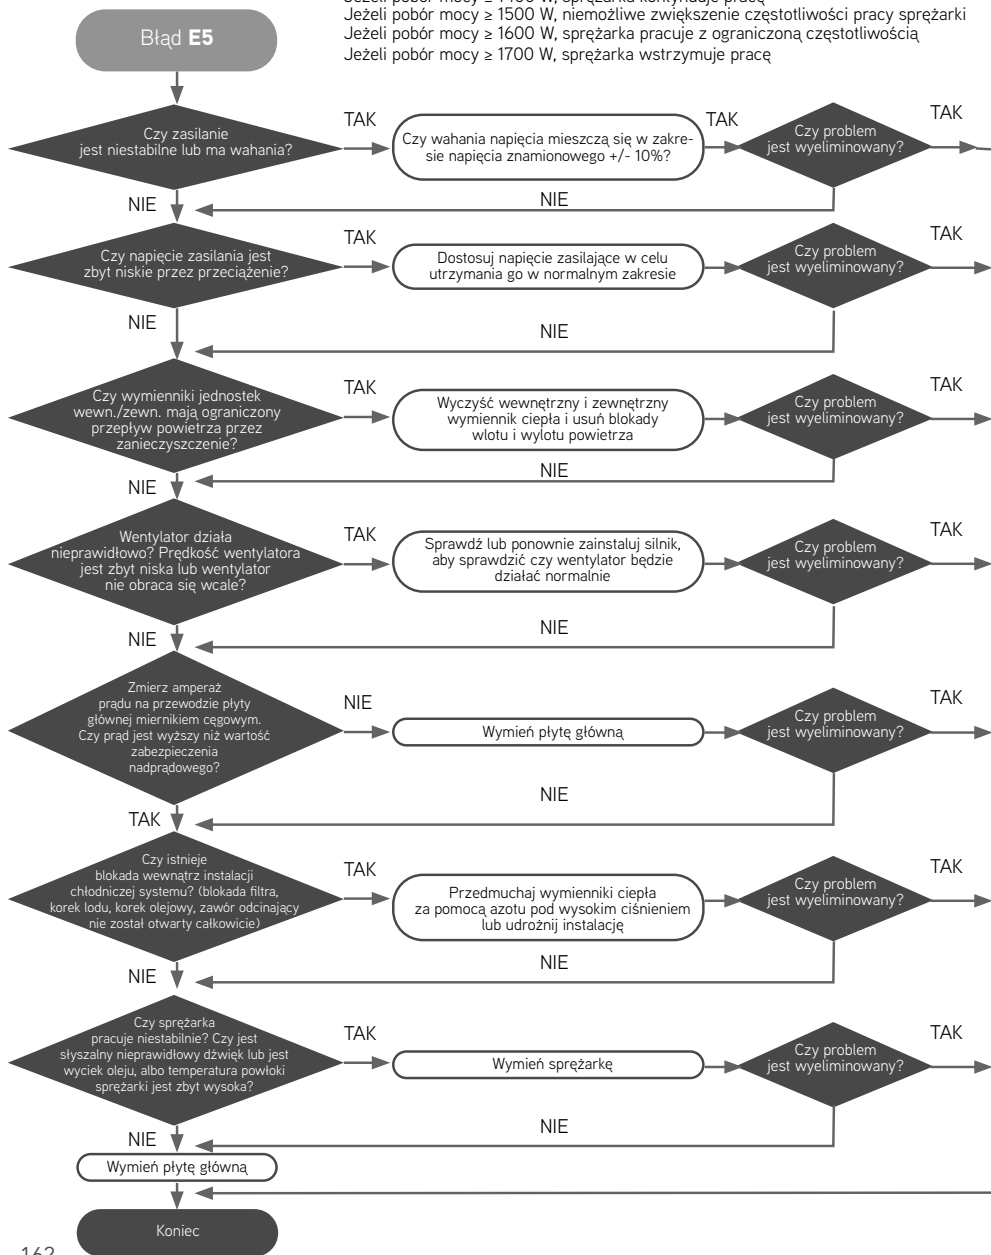 Jeżeli pobór mocy ≥ 1500 W, niemożliwe zwiększenie częstotliwości pracy sprężarki
Jeżeli pobór mocy ≥ 1600 W, sprężarka pracuje z ograniczoną częstotliwością
Jeżeli pobór mocy ≥ 1700 W, sprężarka wstrzymuje pracę
Błąd E5
Czy zasilanie
jest niestabilne lub ma wahania?
TAK
Czy wahania napięcia mieszczą się w zakre-
sie napięcia znamionowego +/- 10%?
TAK
Czy problem
jest wyeliminowany?
TAK
NIE
NIE
Czy napięcie zasilania jest
zbyt niskie przez przeciążenie?
TAK
Dostosuj napięcie zasilające w celu
utrzymania go w normalnym zakresie
Czy problem
jest wyeliminowany?
TAK
NIE
NIE
Czy wymienniki jednostek
wewn./zewn. mają ograniczony
przepływ powietrza przez
zanieczyszczenie?
TAK
Wyczyść wewnętrzny i zewnętrzny
wymiennik ciepła i usuń blokady
wlotu i wylotu powietrza
Czy problem
jest wyeliminowany?
TAK
NIE
NIE
Wentylator działa
nieprawidłowo? Prędkość wentylatora
jest zbyt niska lub wentylator
nie obraca się wcale?
TAK
Sprawdź lub ponownie zainstaluj silnik,
aby sprawdzić czy wentylator będzie
działać normalnie
Czy problem
jest wyeliminowany?
TAK
NIE
NIE
Zmierz amperaż
prądu na przewodzie płyty
głównej miernikiem cęgowym.
Czy prąd jest wyższy niż wartość
zabezpieczenia
nadprądowego?
NIE
Wymień płytę główną
Czy problem
jest wyeliminowany?
TAK
NIE
TAK
Czy istnieje
blokada wewnątrz instalacji
chłodniczej systemu? (blokada filtra,
korek lodu, korek olejowy, zawór odcinający
nie został otwarty całkowicie)
TAK
Przedmuchaj wymienniki ciepła
za pomocą azotu pod wysokim ciśnieniem
lub udrożnij instalację
Czy problem
jest wyeliminowany?
TAK
NIE
NIE
Czy sprężarka
pracuje niestabilnie? Czy jest
słyszalny nieprawidłowy dźwięk lub jest
wyciek oleju, albo temperatura powłoki
sprężarki jest zbyt wysoka?
TAK
Wymień sprężarkę
Czy problem
jest wyeliminowany?
TAK
NIE
NIE
Wymień płytę główną
Koniec
162